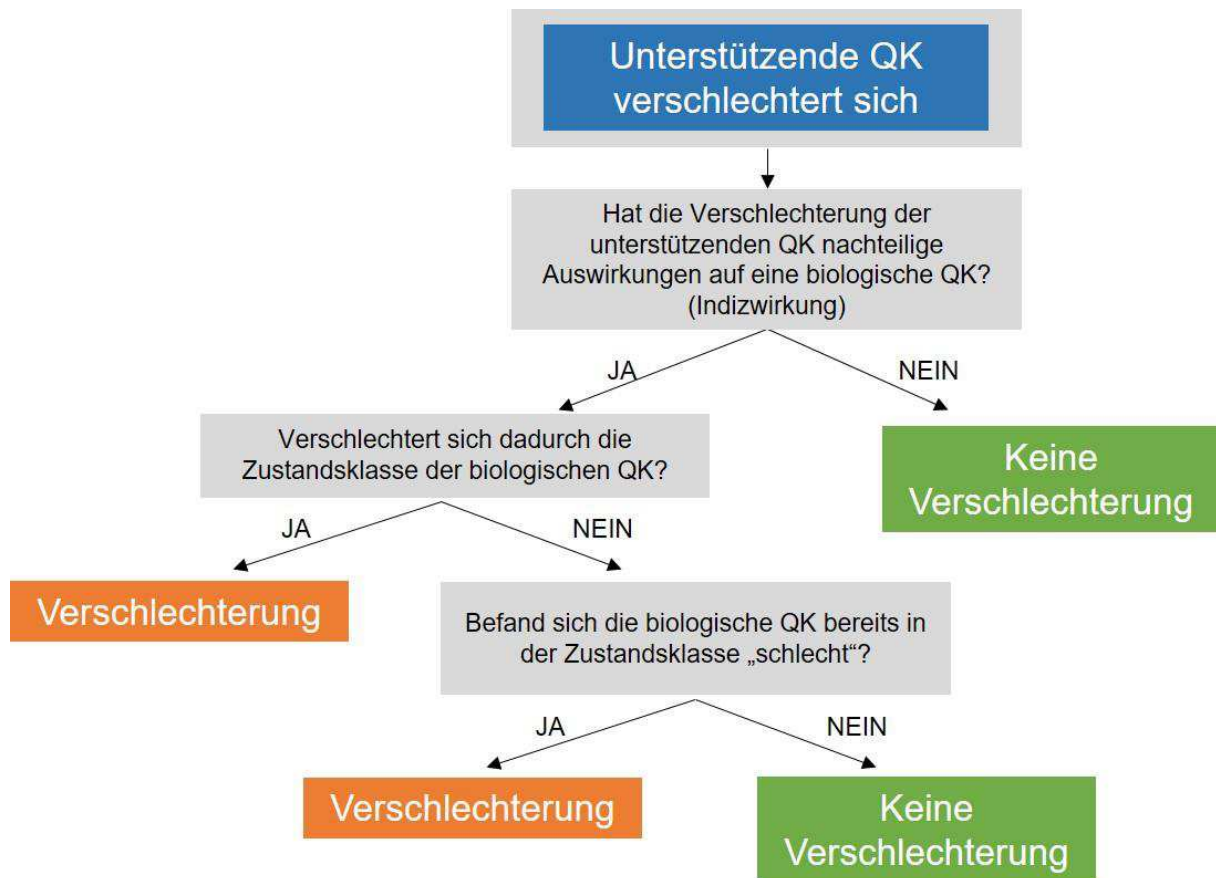 Unterstützende QK
verschlechtert sich
Hat die Verschlechterung der
unterstützenden QK nachteilige
Auswirkungen auf eine biologische QK?
(Indizwirkung)
JA
NEIN
Verschlechtert sich dadurch die
Zustandsklasse der biologischen QK?
Keine
Verschlechterung
JA
NEIN
Verschlechterung
Befand sich die biologische QK bereits in
der Zustandsklasse „schlecht“?
JA
NEIN
Verschlechterung
Keine
Verschlechterung